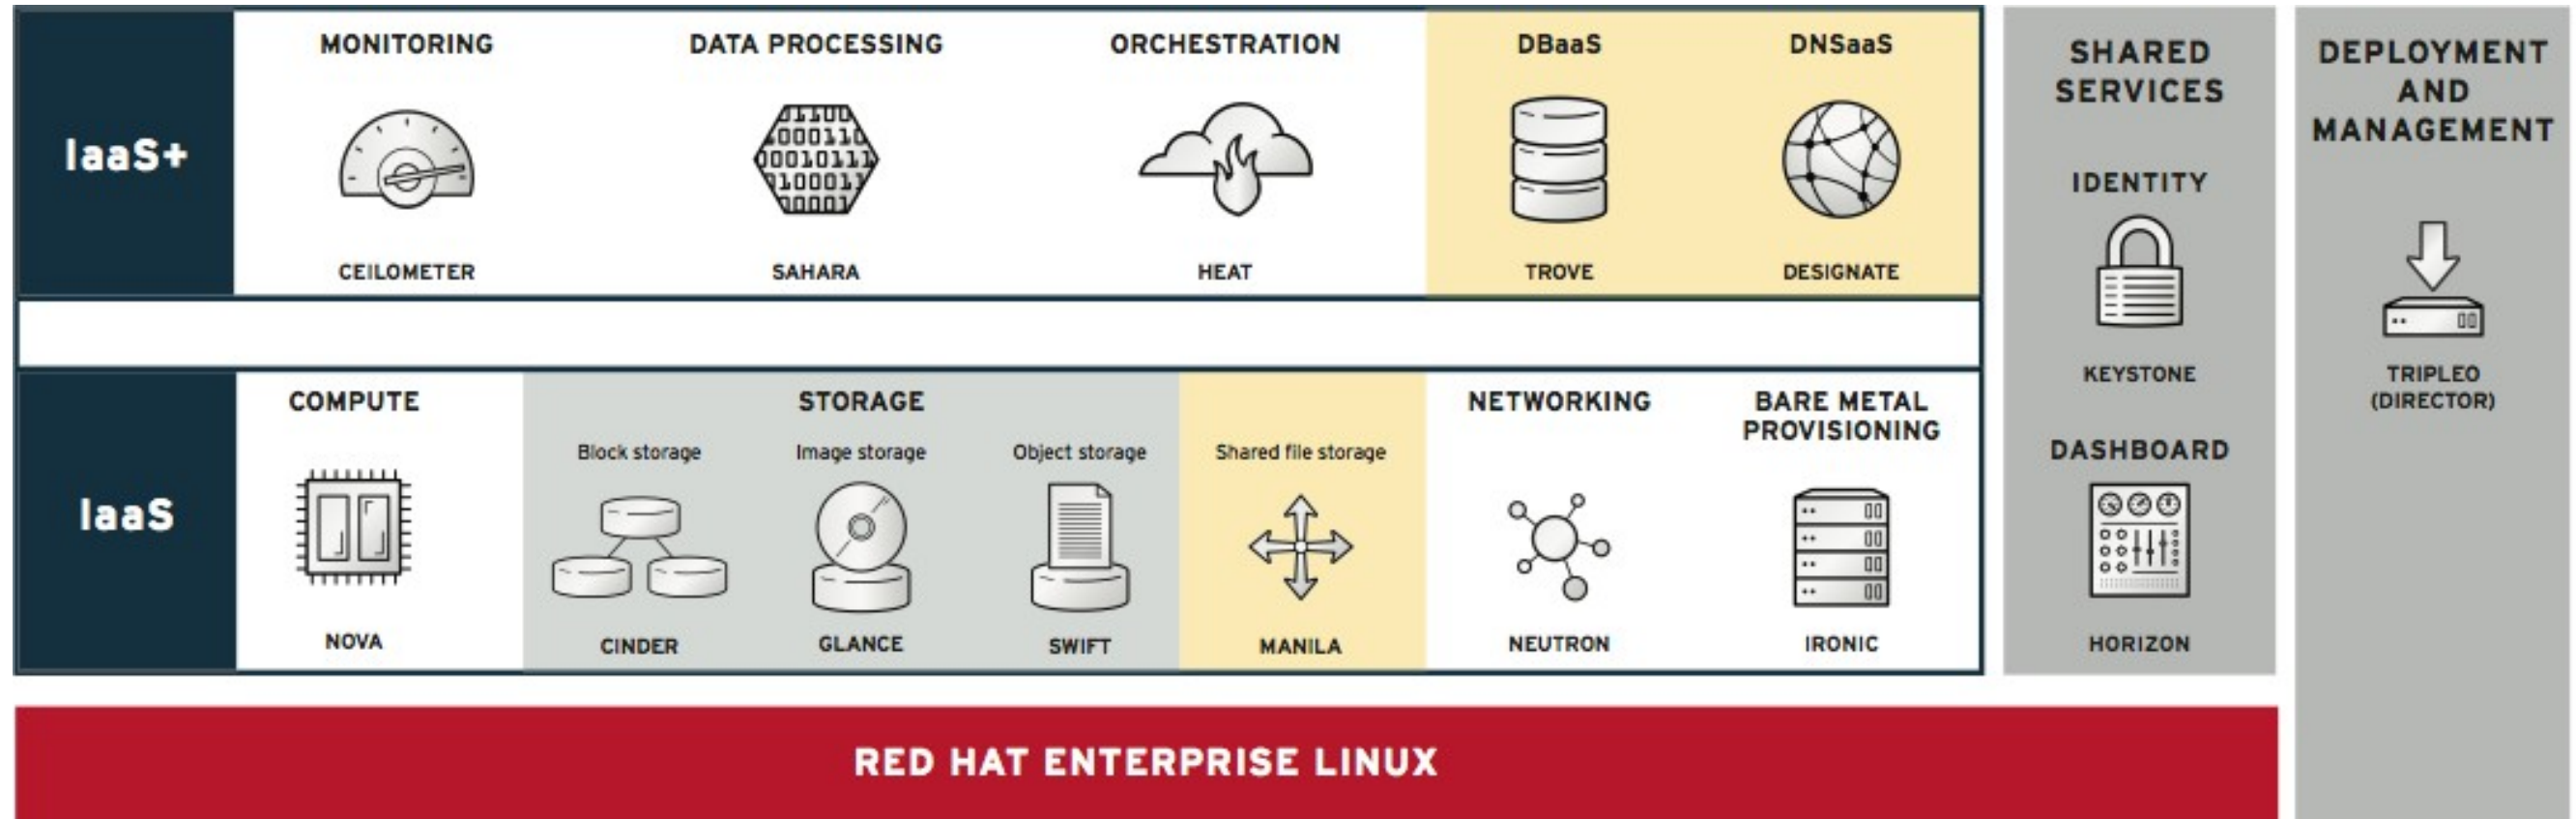 IaaS+
MONITORING
CEILOMETER
DATA PROCESSING
SAHARA
ORCHESTRATION
HEAT
DBaaS
TROVE
DNSaaS
DESIGNATE
IaaS
COMPUTE
NOVA
STORAGE
Block storage
CINDER
Image storage
GLANCE
Object storage
SWIFT
Shared file storage
MANILA
NETWORKING
NEUTRON
BARE METAL
PROVISIONING
IRONIC
SHARED
SERVICES
IDENTITY
KEYSTONE
DASHBOARD
HORIZON
DEPLOYMENT
AND
MANAGEMENT
TRIPLEO
(DIRECTOR)
RED HAT ENTERPRISE LINUX